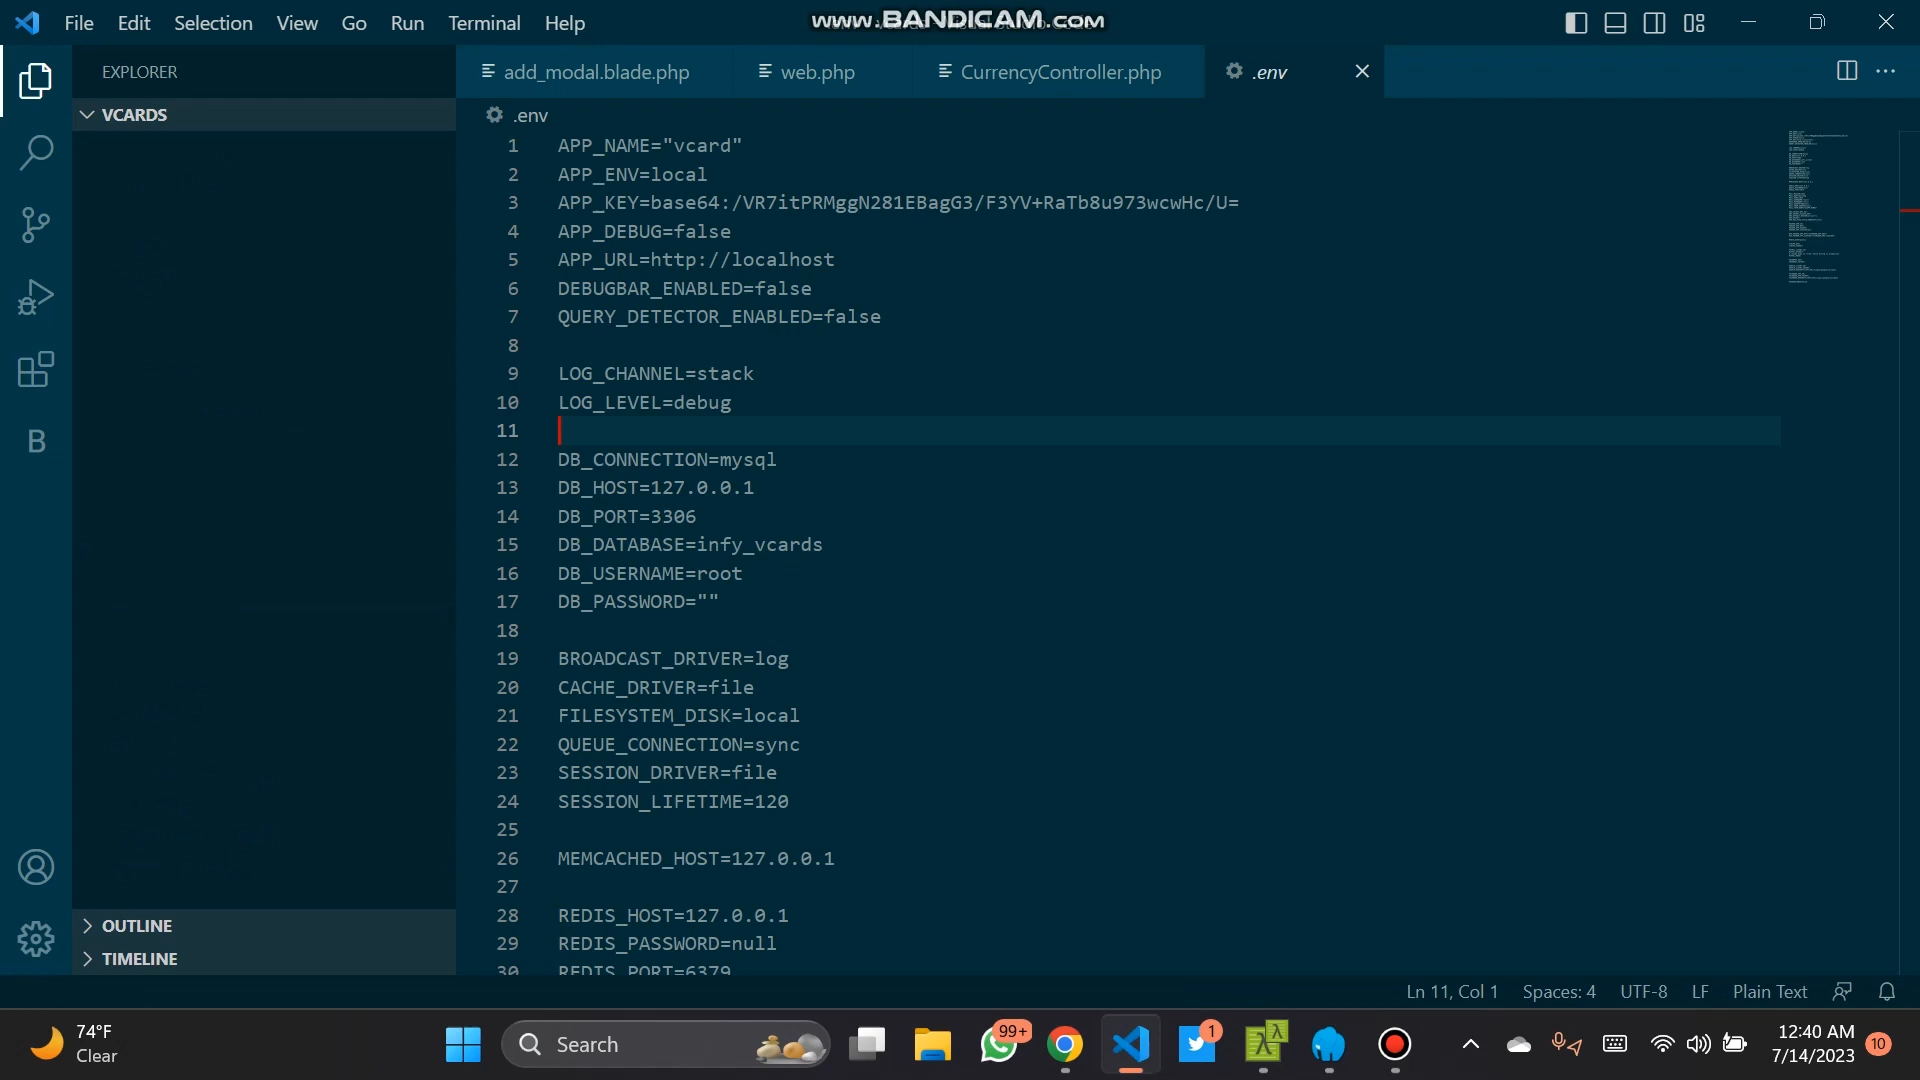 File Edit Selection View Go Run Terminal Help
www.BANDICAM.com
EXPLORER
VCARDS
add_modal.blade.php
web.php
CurrencyController.php
.env
.env
1 APP_NAME="vcard"
2 APP_ENV=local
3 APP_KEY=base64:/VR7itPRMggN281EBagG3/F3YV+RaTb8u973wcwHc/U=
4 APP_DEBUG=false
5 APP_URL=http://localhost
6 DEBUGBAR_ENABLED=false
7 QUERY_DETECTOR_ENABLED=false
8
9 LOG_CHANNEL=stack
10 LOG_LEVEL=debug
11
12 DB_CONNECTION=mysql
13 DB_HOST=127.0.0.1
14 DB_PORT=3306
15 DB_DATABASE=infy_vcards
16 DB_USERNAME=root
17 DB_PASSWORD=""
18
19 BROADCAST_DRIVER=log
20 CACHE_DRIVER=file
21 FILESYSTEM_DISK=local
22 QUEUE_CONNECTION=sync
23 SESSION_DRIVER=file
24 SESSION_LIFETIME=120
25
26 MEMCACHED_HOST=127.0.0.1
27
28 REDIS_HOST=127.0.0.1
29 REDIS_PASSWORD=null
30 REDIS_PORT=6379
B
OUTLINE
TIMELINE
Ln 11, Col 1 Spaces: 4 UTF-8 LF Plain Text
74°F
Clear
Search
99+
1
12:40 AM
7/14/2023
10